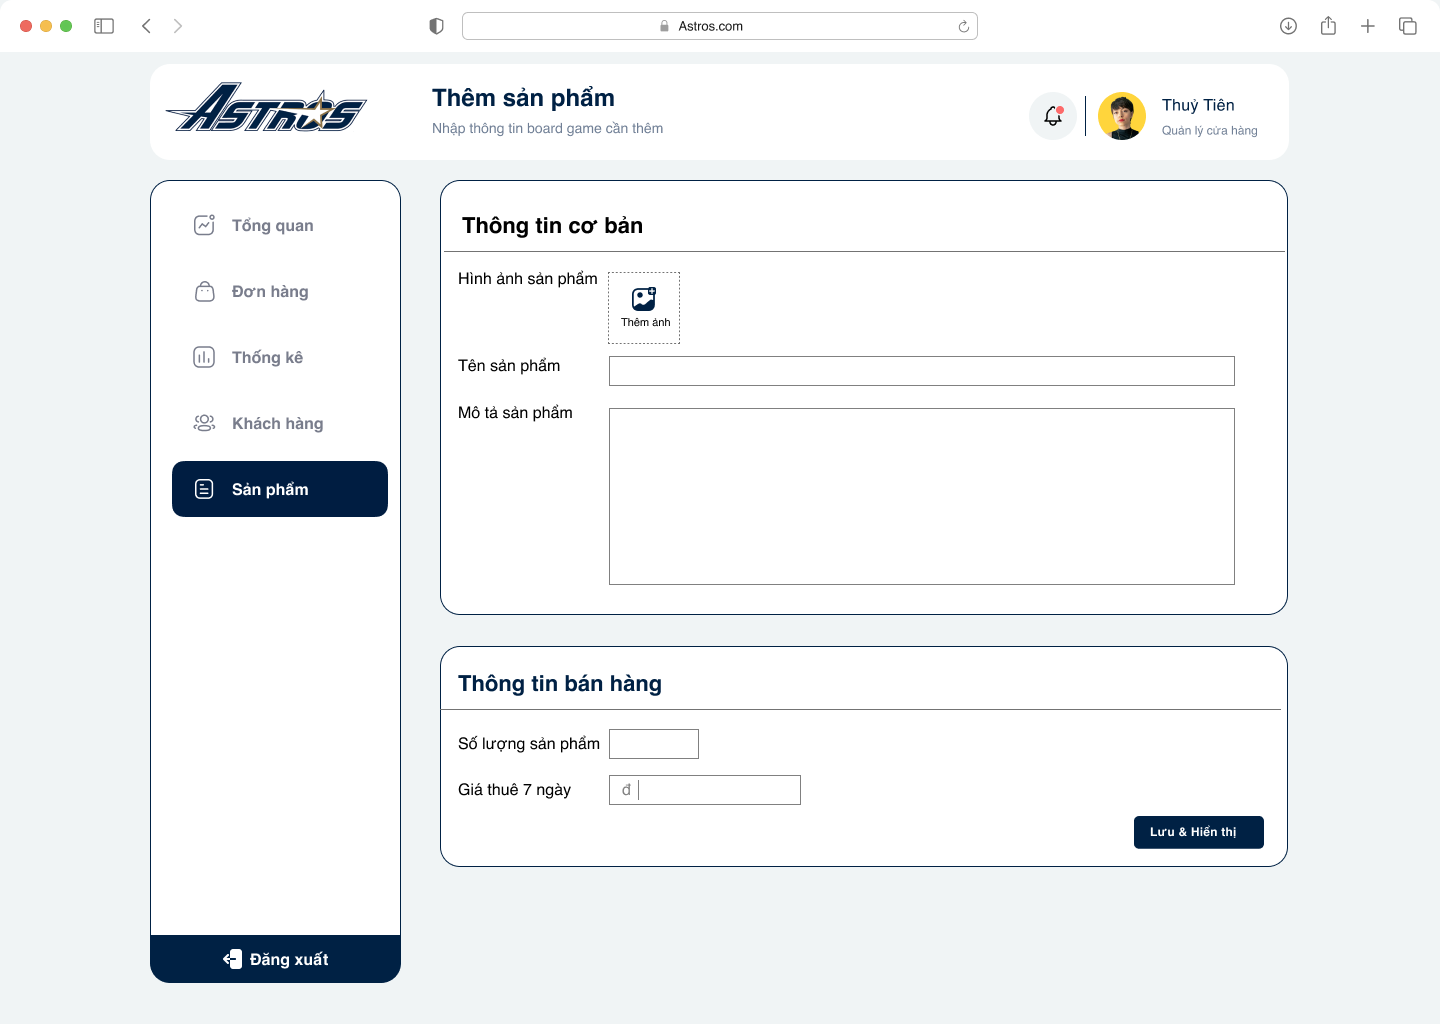 Astros.com
ASTROS
Thêm sản phẩm
Nhập thông tin board game cần thêm
Thuỷ Tiên
Quản lý cửa hàng
Tổng quan
Đơn hàng
Thống kê
Khách hàng
Sản phẩm
Đăng xuất
Thông tin cơ bản
Hình ảnh sản phẩm
Thêm ảnh
Tên sản phẩm
Mô tả sản phẩm
Thông tin bán hàng
Số lượng sản phẩm
Giá thuê 7 ngày
đ
Lưu & Hiển thị